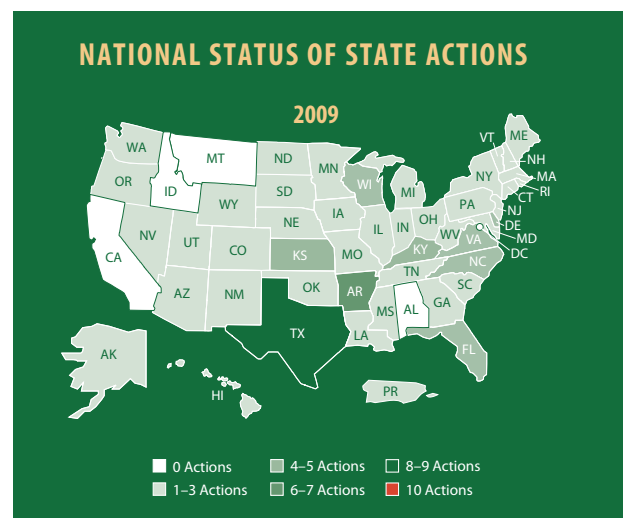 NATIONAL STATUS OF STATE ACTIONS
2009
WA
MT
ND
MN
VT
ME
OR
ID
SD
WI
MI
NY
NH
MA
RI
CT
WY
IA
PA
NJ
NE
IL
IN
OH
DE
MD
NV
UT
CO
KS
MO
KY
WV
VA
DC
CA
NC
TN
AZ
NM
OK
AR
SC
MS
AL
GA
TX
LA
FL
AK
HI
PR
0 Actions
4–5 Actions
8–9 Actions
1–3 Actions
6–7 Actions
10 Actions